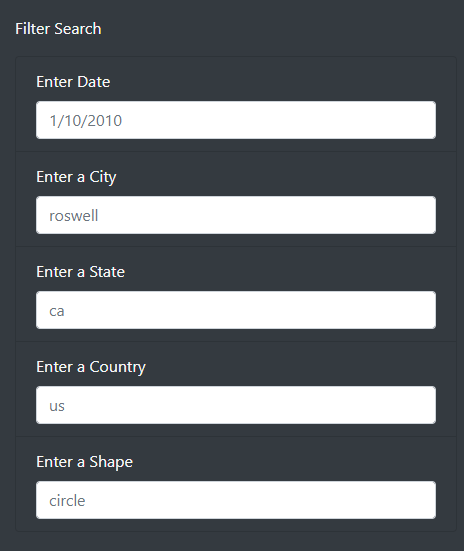 Filter Search
Enter Date
1/10/2010
Enter a City
roswell
Enter a State
ca
Enter a Country
us
Enter a Shape
circle